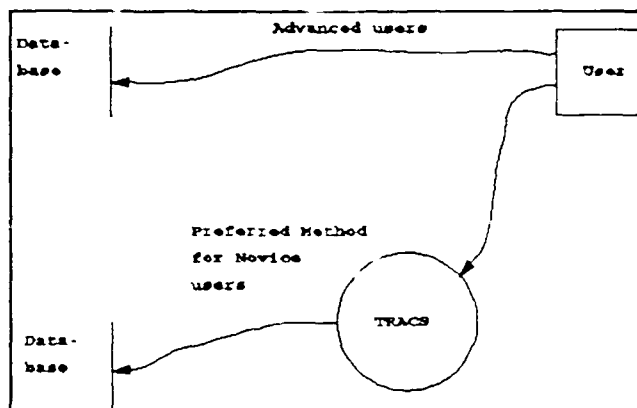 Advanced users
Data-
base
User
Preferred Method
for Novice
users
TRACS
Data-
base